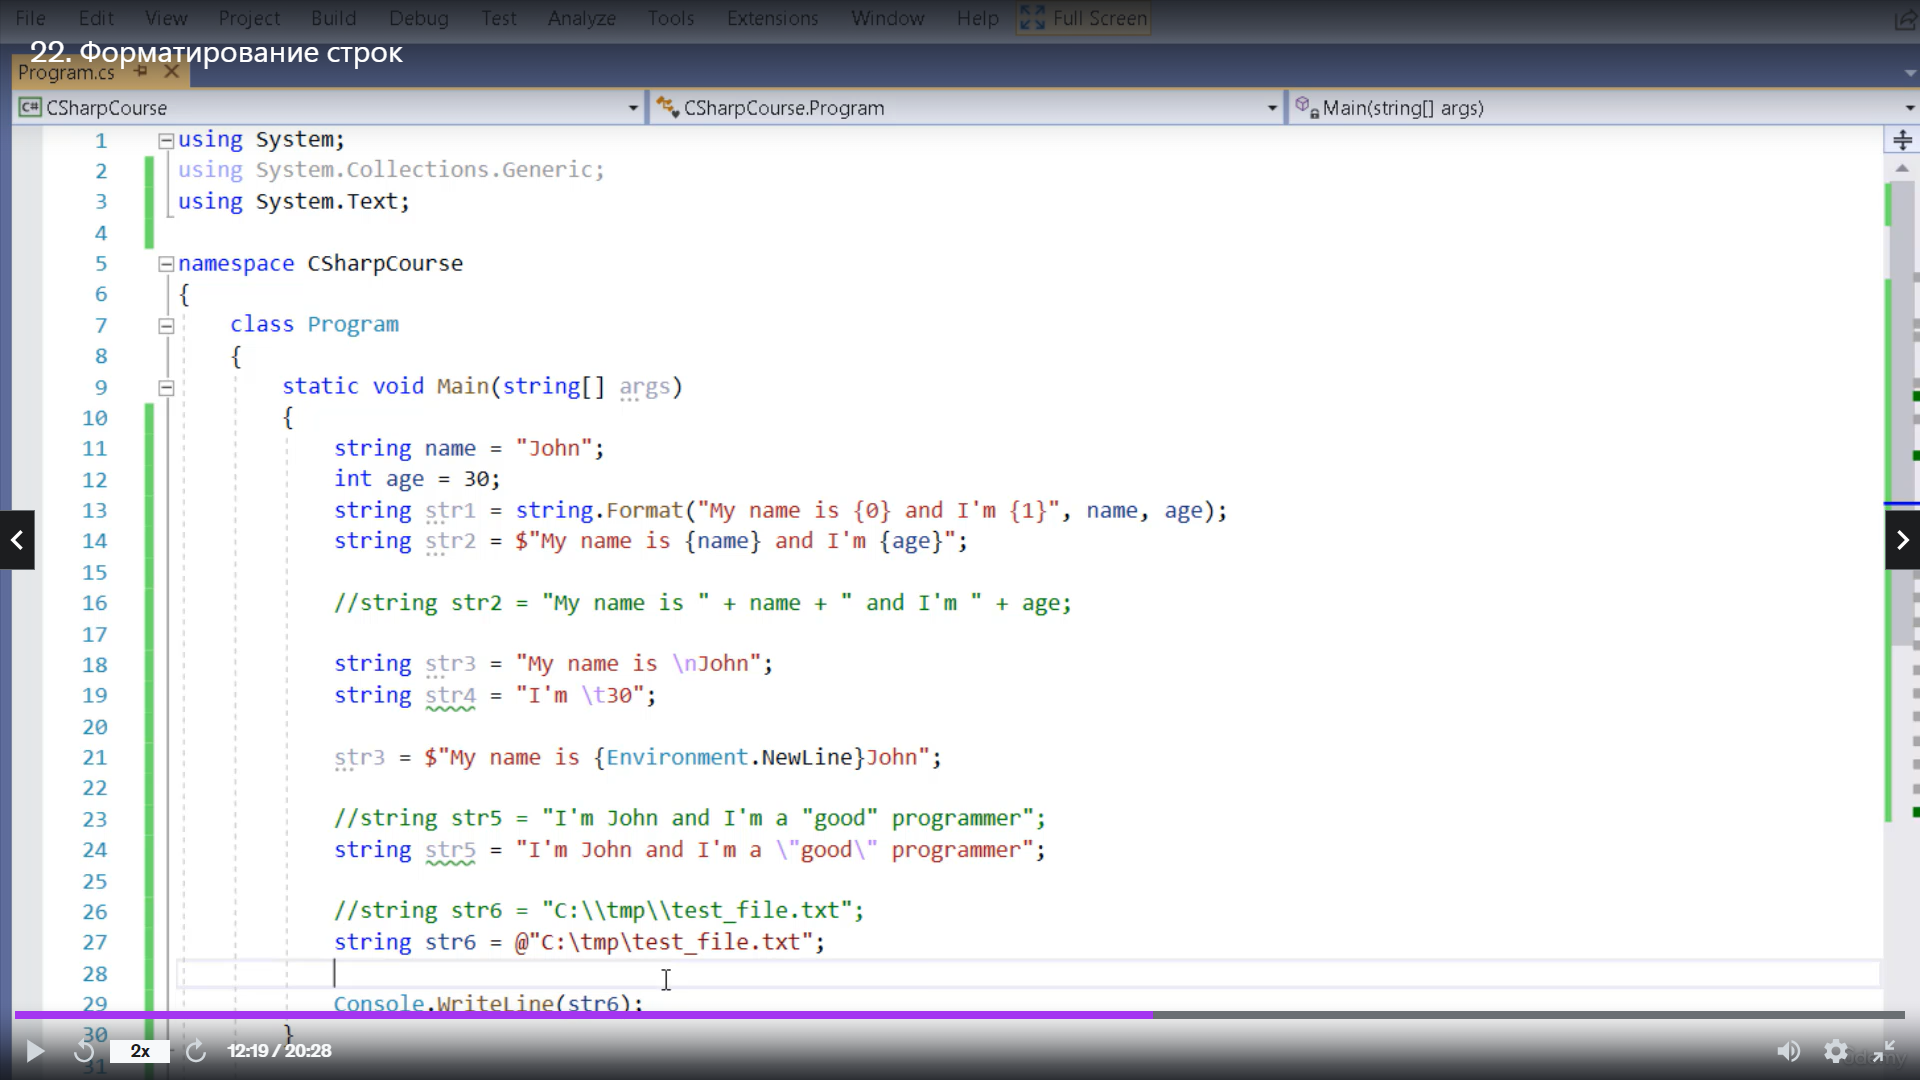 File Edit View Project Build Debug Test Analyze Tools Extensions Window Help Full Screen
22. Форматирование строк
Program.cs
C# CSharpCourse CSharpCourse.Program Main(string[] args)
1 using System;
2 using System.Collections.Generic;
3 using System.Text;
4
5 namespace CSharpCourse
6 {
7 class Program
8 {
9 static void Main(string[] args)
10 {
11 string name = "John";
12 int age = 30;
13 string str1 = string.Format("My name is {0} and I'm {1}", name, age);
14 string str2 = $"My name is {name} and I'm {age}";
15
16 //string str2 = "My name is " + name + " and I'm " + age;
17
18 string str3 = "My name is \nJohn";
19 string str4 = "I'm \t30";
20
21 str3 = $"My name is {Environment.NewLine}John";
22
23 //string str5 = "I'm John and I'm a "good" programmer";
24 string str5 = "I'm John and I'm a \"good\" programmer";
25
26 //string str6 = "C:\\tmp\\test_file.txt";
27 string str6 = @"C:\tmp\test_file.txt";
28
29 Console.WriteLine(str6);
30 }
31
2x 12:19 / 20:28